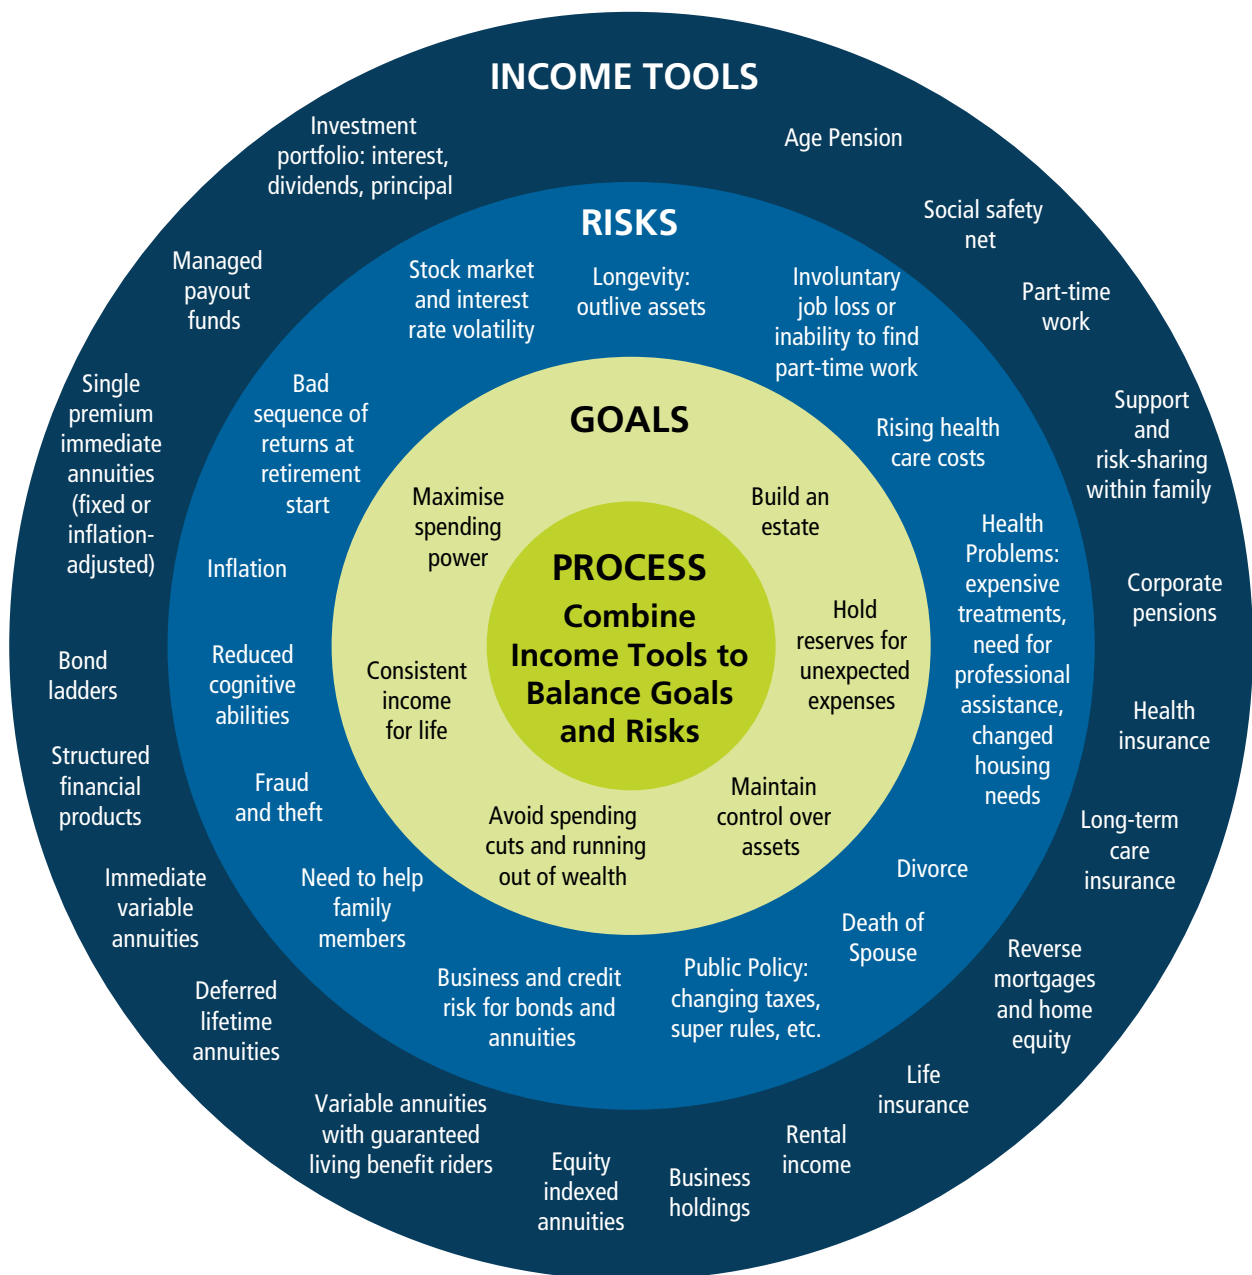 INCOME TOOLS
Investment
portfolio: interest,
dividends, principal
Age Pension
Social safety
net
Part-time
work
Support
and
risk-sharing
within family
Corporate
pensions
Health
insurance
Long-term
care
insurance
Reverse
mortgages
and home
equity
Life
insurance
Rental
income
Business
holdings
Equity
indexed
annuities
Variable annuities
with guaranteed
living benefit riders
Deferred
lifetime
annuities
Immediate
variable
annuities
Structured
financial
products
Bond
ladders
Single
premium
immediate
annuities
(fixed or
inflation-
adjusted)
Managed
payout
funds
RISKS
Stock market
and interest
rate volatility
Longevity:
outlive assets
Involuntary
job loss or
inability to find
part-time work
Rising health
care costs
Health
Problems:
expensive
treatments,
need for
professional
assistance,
changed
housing
needs
Divorce
Death of
Spouse
Public Policy:
changing taxes,
super rules, etc.
Business and credit
risk for bonds and
annuities
Need to help
family
members
Fraud
and theft
Reduced
cognitive
abilities
Inflation
Bad
sequence of
returns at
retirement
start
GOALS
Maximise
spending
power
Build an
estate
Hold
reserves for
unexpected
expenses
Maintain
control over
assets
Avoid spending
cuts and running
out of wealth
Consistent
income
for life
PROCESS
Combine
Income Tools to
Balance Goals
and Risks